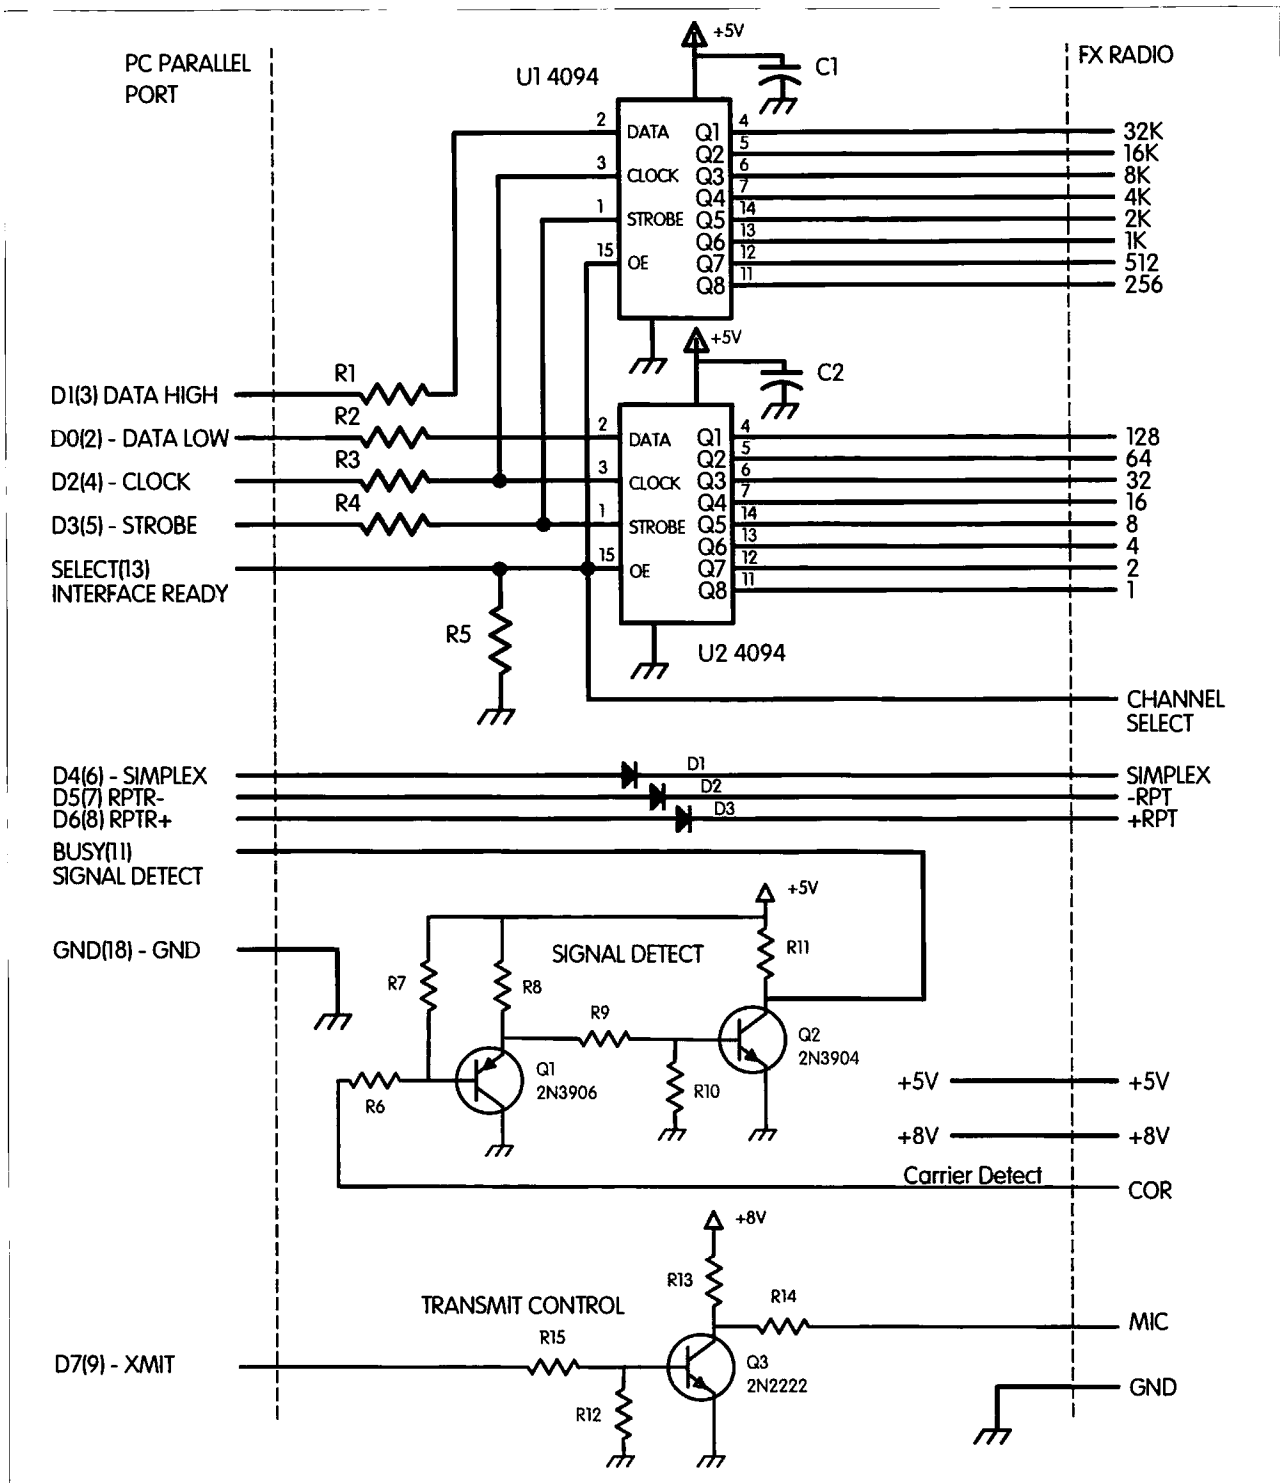 PC PARALLEL
PORT
FX RADIO
+5V
C1
U1 4094
2
DATA
Q1
4
32K
Q2
5
16K
3
CLOCK
Q3
6
8K
Q4
7
4K
1
STROBE
Q5
14
2K
Q6
13
1K
15
OE
Q7
12
512
Q8
11
256
+5V
C2
D1(3) DATA HIGH
R1
D0(2) - DATA LOW
R2
2
DATA
Q1
4
128
Q2
5
64
D2(4) - CLOCK
R3
3
CLOCK
Q3
6
32
Q4
7
16
D3(5) - STROBE
R4
1
STROBE
Q5
14
8
Q6
13
4
SELECT(13)
INTERFACE READY
15
OE
Q7
12
2
Q8
11
1
R5
U2 4094
CHANNEL
SELECT
D4(6) - SIMPLEX
D1
SIMPLEX
D5(7) RPTR-
D2
-RPT
D6(8) RPTR+
D3
+RPT
BUSY(11)
SIGNAL DETECT
+5V
GND(18) - GND
SIGNAL DETECT
R11
R7
R8
R9
Q2
2N3904
Q1
2N3906
R10
R6
+5V
+5V
+8V
+8V
Carrier Detect
COR
+8V
R13
TRANSMIT CONTROL
R14
MIC
R15
D7(9) - XMIT
Q3
2N2222
R12
GND